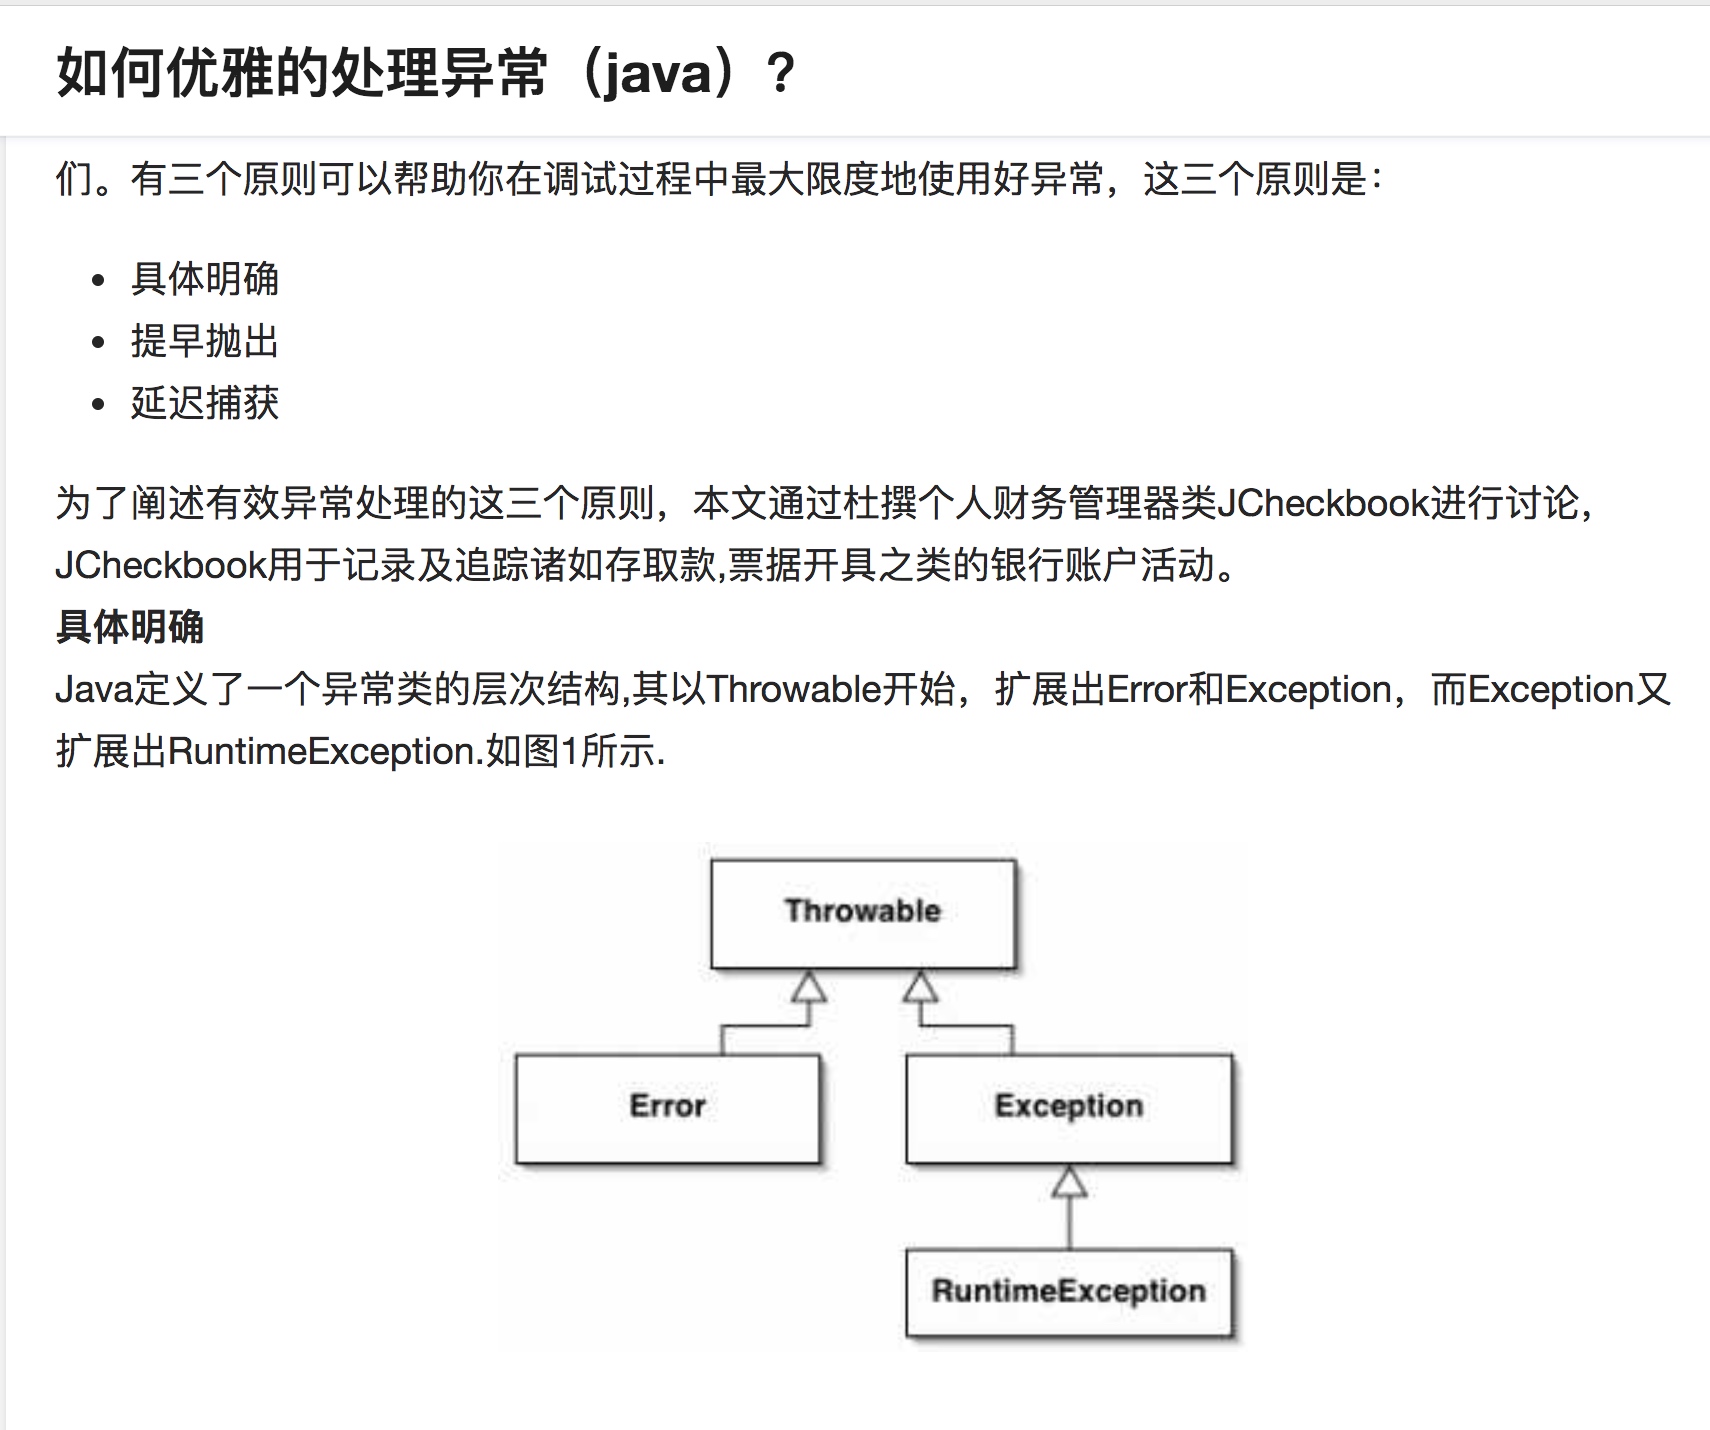 如何优雅的处理异常（java）？
们。有三个原则可以帮助你在调试过程中最大限度地使用好异常，这三个原则是：
• 具体明确
• 提早抛出
• 延迟捕获
为了阐述有效异常处理的这三个原则，本文通过杜撰个人财务管理器类JCheckbook进行讨论，
JCheckbook用于记录及追踪诸如存取款,票据开具之类的银行账户活动。
具体明确
Java定义了一个异常类的层次结构,其以Throwable开始，扩展出Error和Exception，而Exception又
扩展出RuntimeException.如图1所示.
Throwable
Error
Exception
RuntimeException